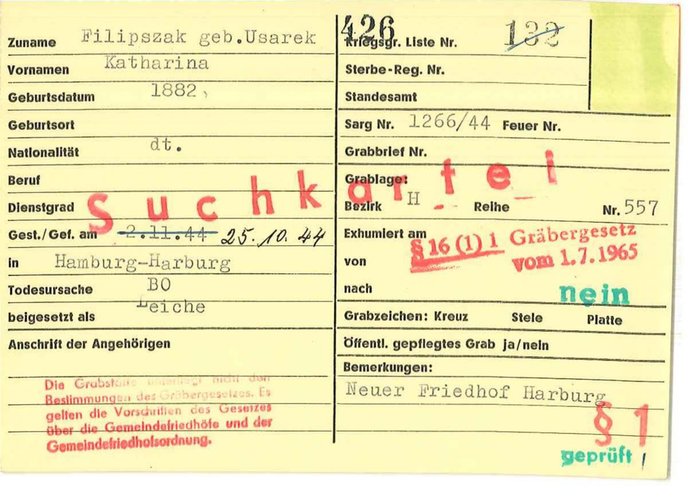 Zuname Filipszak geb.Usarek
Vornamen Katharina
Geburtsdatum 1882
Geburtsort
Nationalität dt.
Beruf
Dienstgrad
Gest./Gef. am 2.11.44 25.10.44
in Hamburg-Harburg
Todesursache BO
beigesetzt als Leiche
Anschrift der Angehörigen
Die Grabstätte unterliegt nicht den
Bestimmungen des Gräbergesetzes. Es
gelten die Vorschriften des Gesetzes
über die Gemeindefriedhöfe und der
Gemeindefriedhofsordnung.
Suchkartei
426
Kriegsgr. Liste Nr. 132
Sterbe-Reg. Nr.
Standesamt
Sarg Nr. 1266/44 Feuer Nr.
Grabbrief Nr.
Grablage:
Bezirk H Reihe Nr. 557
Exhumiert am
§ 16 (1) 1 Gräbergesetz
vom 1.7.1965
von
nach nein
Grabzeichen: Kreuz Stele Platte
Öffentl. gepflegtes Grab ja/nein
Bemerkungen:
Neuer Friedhof Harburg
§ 1
geprüft